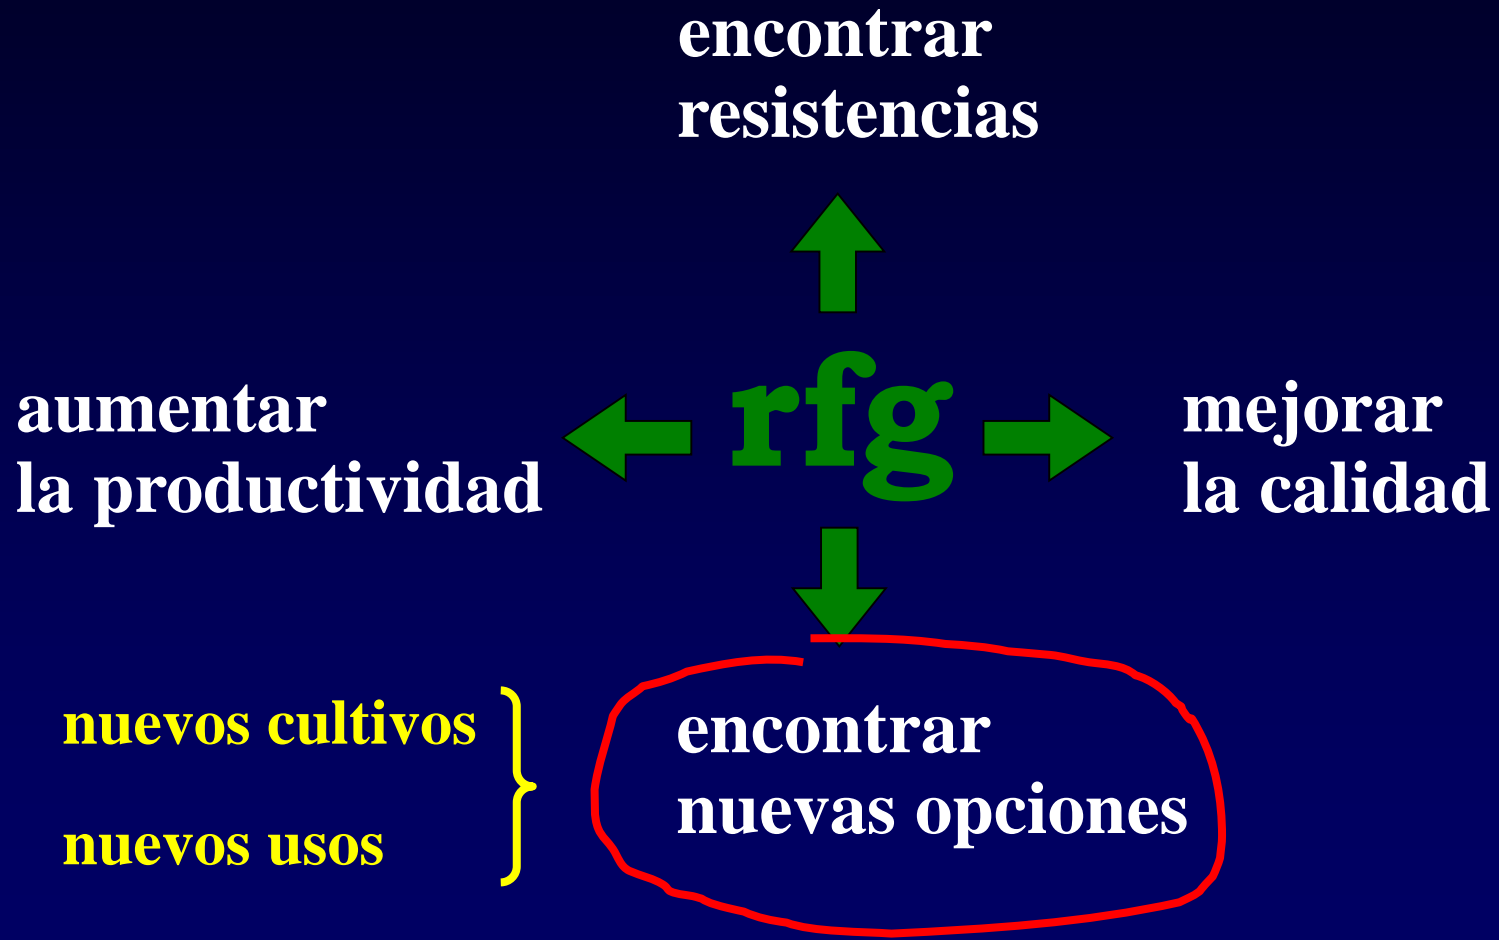 encontrar
resistencias
aumentar
la productividad
rfg
mejorar
la calidad
nuevos cultivos
nuevos usos
encontrar
nuevas opciones